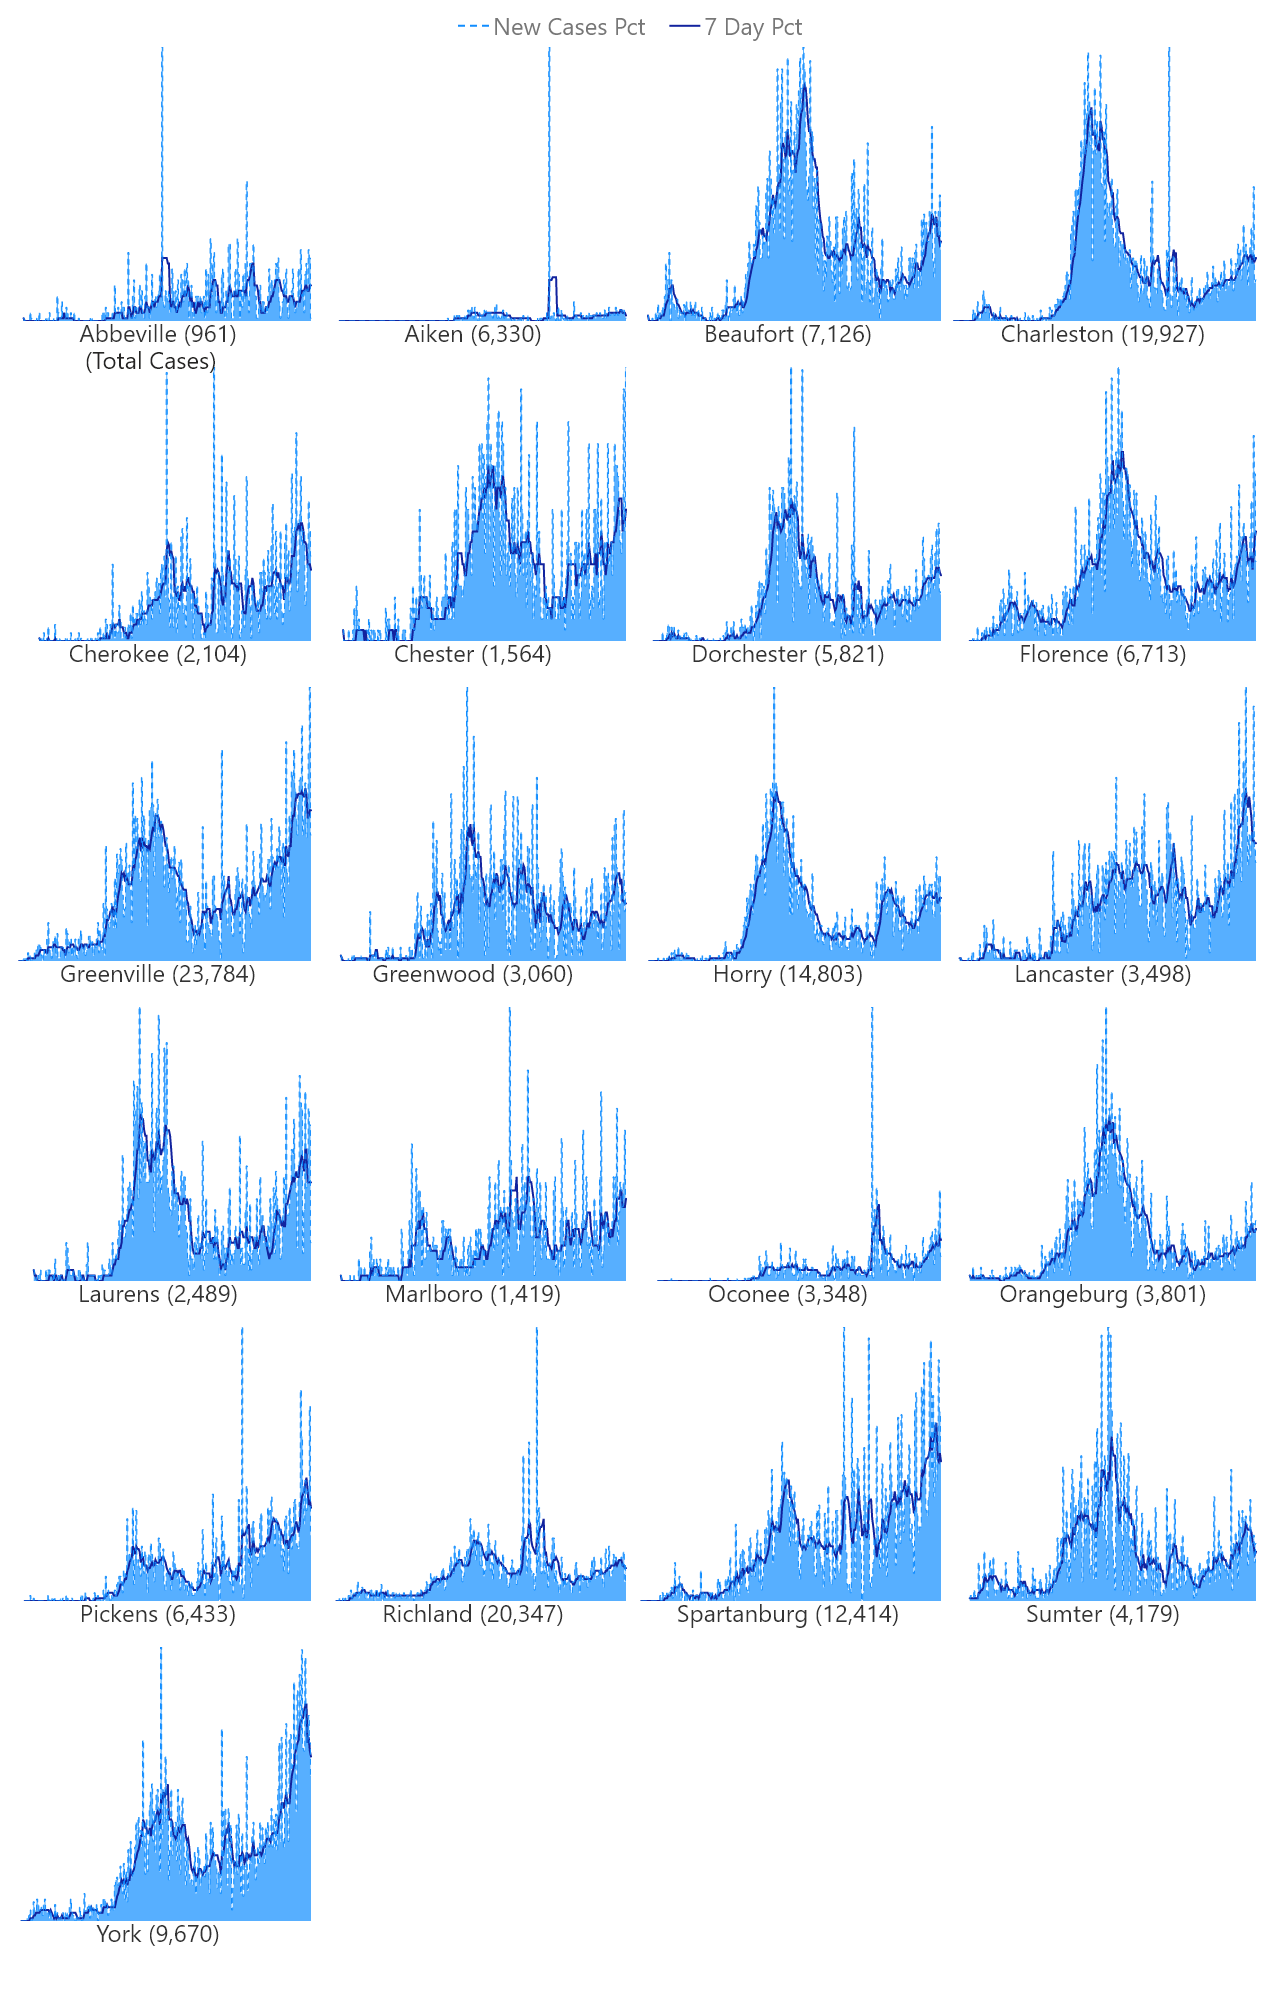 New Cases Pct 7 Day Pct
Abbeville (961) Aiken (6,330) Beaufort (7,126) Charleston (19,927)
(Total Cases)
Cherokee (2,104) Chester (1,564) Dorchester (5,821) Florence (6,713)
Greenville (23,784) Greenwood (3,060) Horry (14,803) Lancaster (3,498)
Laurens (2,489) Marlboro (1,419) Oconee (3,348) Orangeburg (3,801)
Pickens (6,433) Richland (20,347) Spartanburg (12,414) Sumter (4,179)
York (9,670)